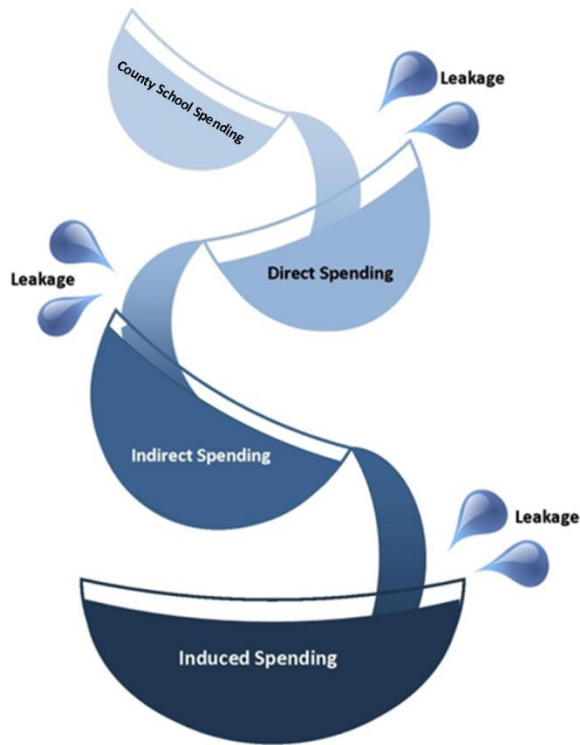 County School Spending
Leakage
Direct Spending
Leakage
Indirect Spending
Leakage
Induced Spending